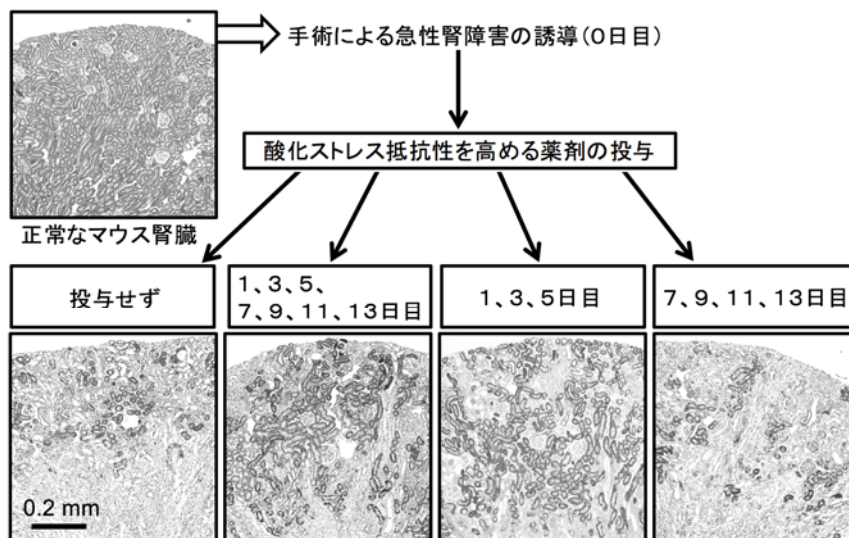 手術による急性腎障害の誘導(0日目)
酸化ストレス抵抗性を高める薬剤の投与
正常なマウス腎臓
投与せず
1、3、5、
7、9、11、13日目
1、3、5日目
7、9、11、13日目
0.2 mm